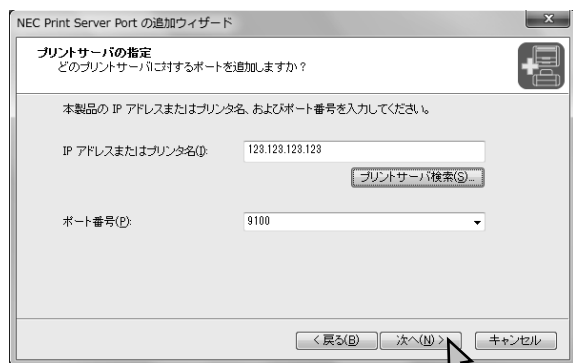 NEC Print Server Port の追加ウィザード
プリントサーバの指定
どのプリントサーバに対するポートを追加しますか？
本製品の IP アドレスまたはプリンタ名、およびポート番号を入力してください。
IP アドレスまたはプリンタ名(I):
123.123.123.123
プリントサーバ検索(S)...
ポート番号(P):
9100
< 戻る(B)
次へ(N) >
キャンセル